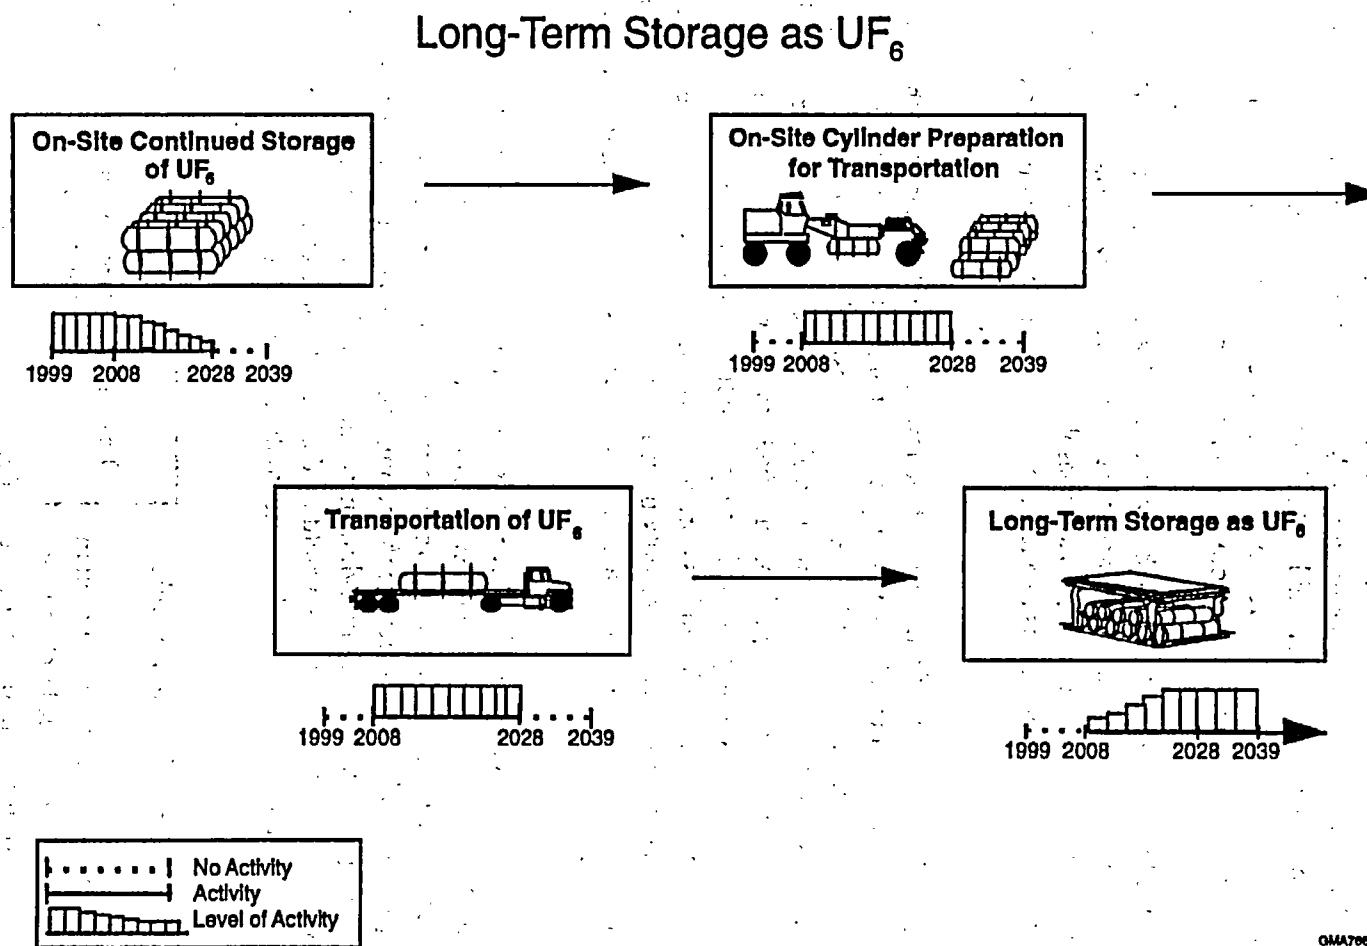 Long-Term Storage as UF₆
On-Site Continued Storage
of UF₆
1999 2008 2028 2039
On-Site Cylinder Preparation
for Transportation
1999 2008 2028 2039
Transportation of UF₆
1999 2008 2028 2039
Long-Term Storage as UF₆
1999 2008 2028 2039
No Activity
Activity
Level of Activity